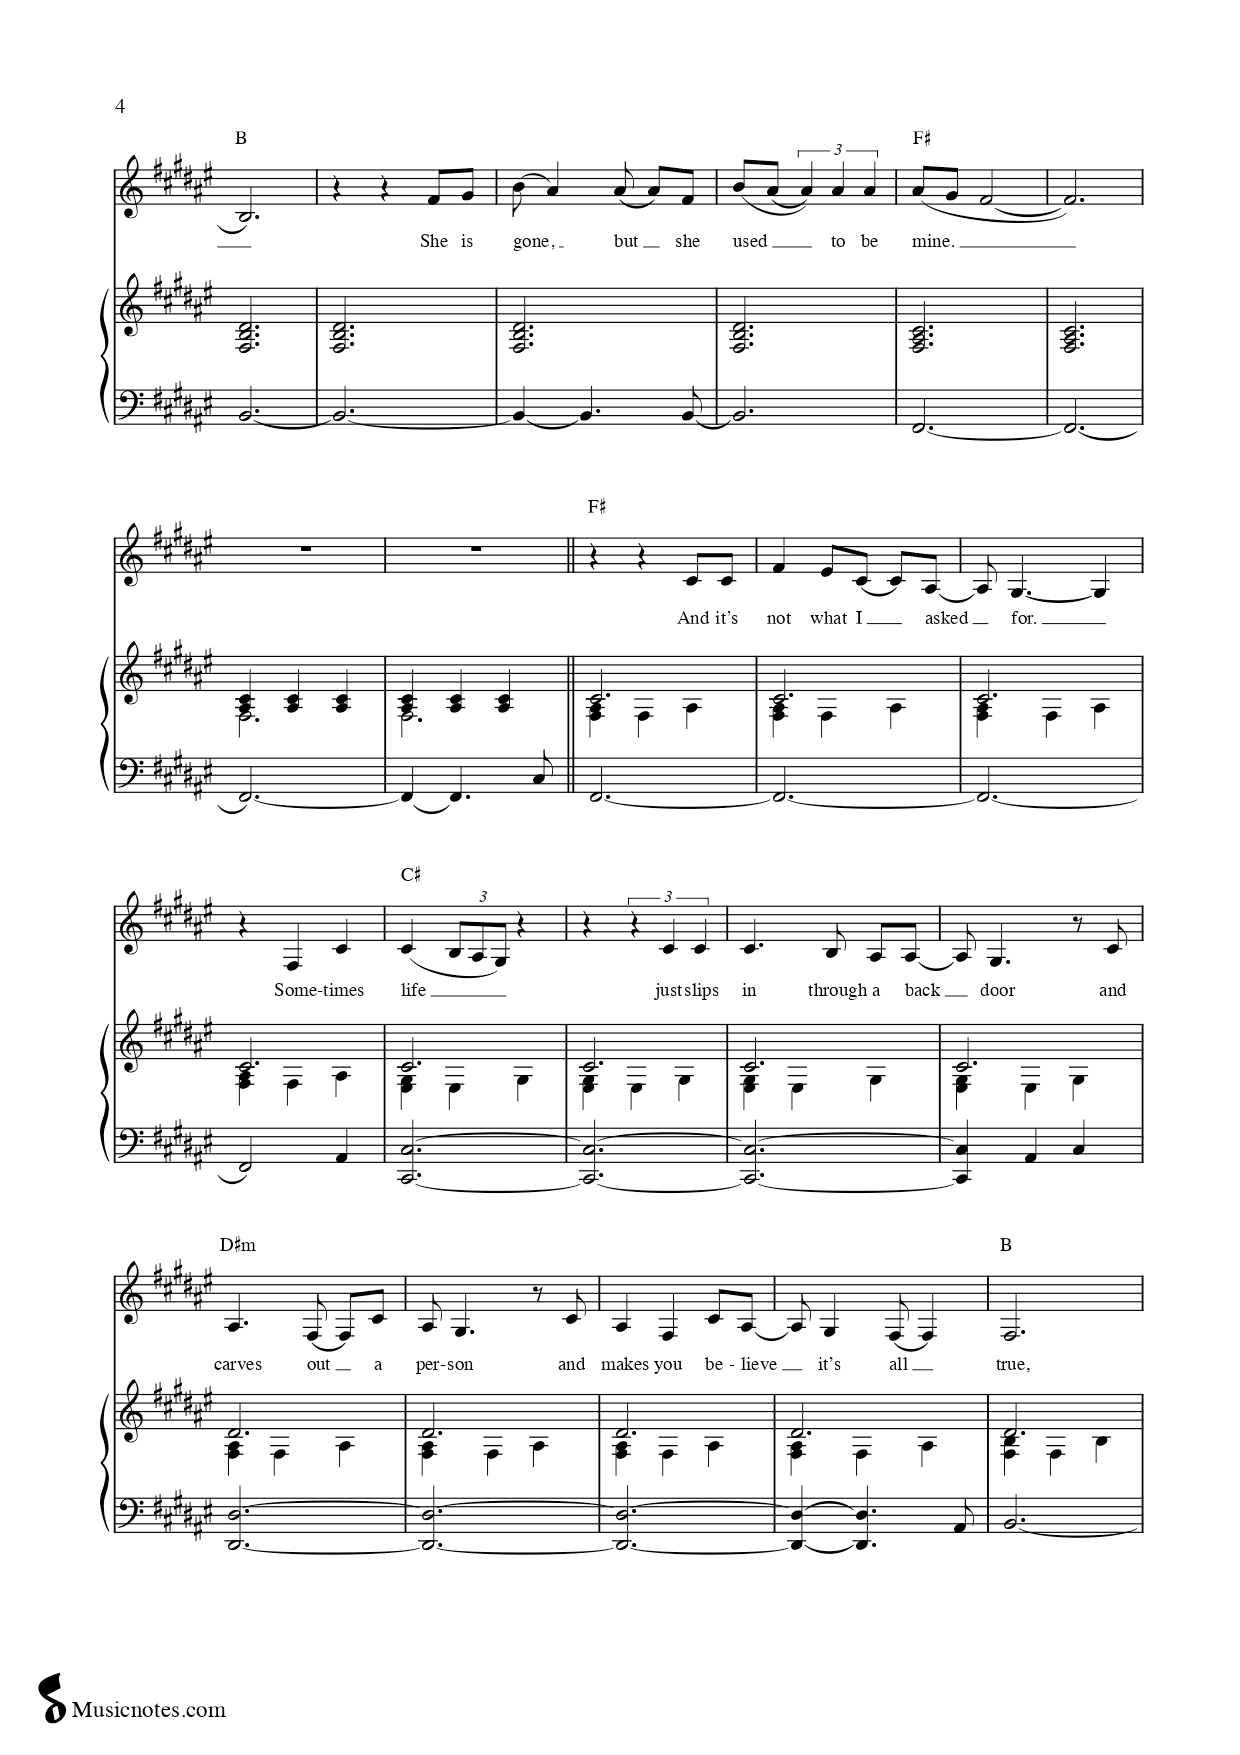 4
B F♯
3
She is gone, but she used to be mine.
F♯
And it's not what I asked for.
C♯
3 3
Some-times life just slips in through a back door and
D♯m B
carves out a per-son and makes you be - lieve it's all true,
Musicnotes.com